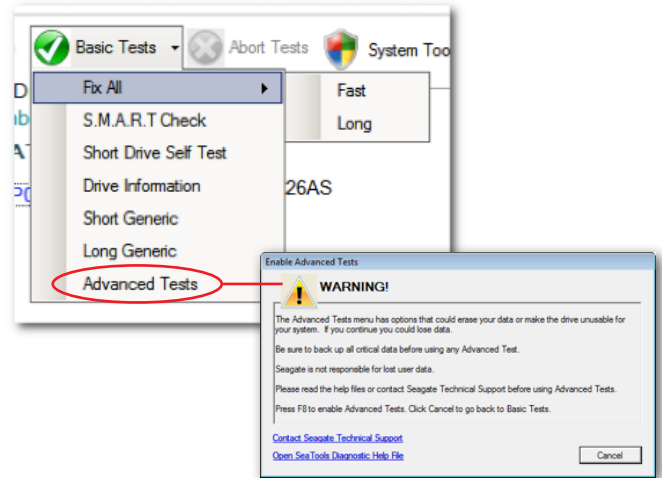 Basic Tests
Abort Tests
System Too
Fix All
Fast
Long
S.M.A.R.T Check
Short Drive Self Test
Drive Information
26AS
Short Generic
Long Generic
Advanced Tests
Enable Advanced Tests
WARNING!
The Advanced Tests menu has options that could erase your data or make the drive unusable for
your system. If you continue you could lose data.
Be sure to back up all critical data before using any Advanced Test.
Seagate is not responsible for lost user data.
Please read the help files or contact Seagate Technical Support before using Advanced Tests.
Press F8 to enable Advanced Tests. Click Cancel to go back to Basic Tests.
Contact Seagate Technical Support
Open SeaTools Diagnostic Help File
Cancel